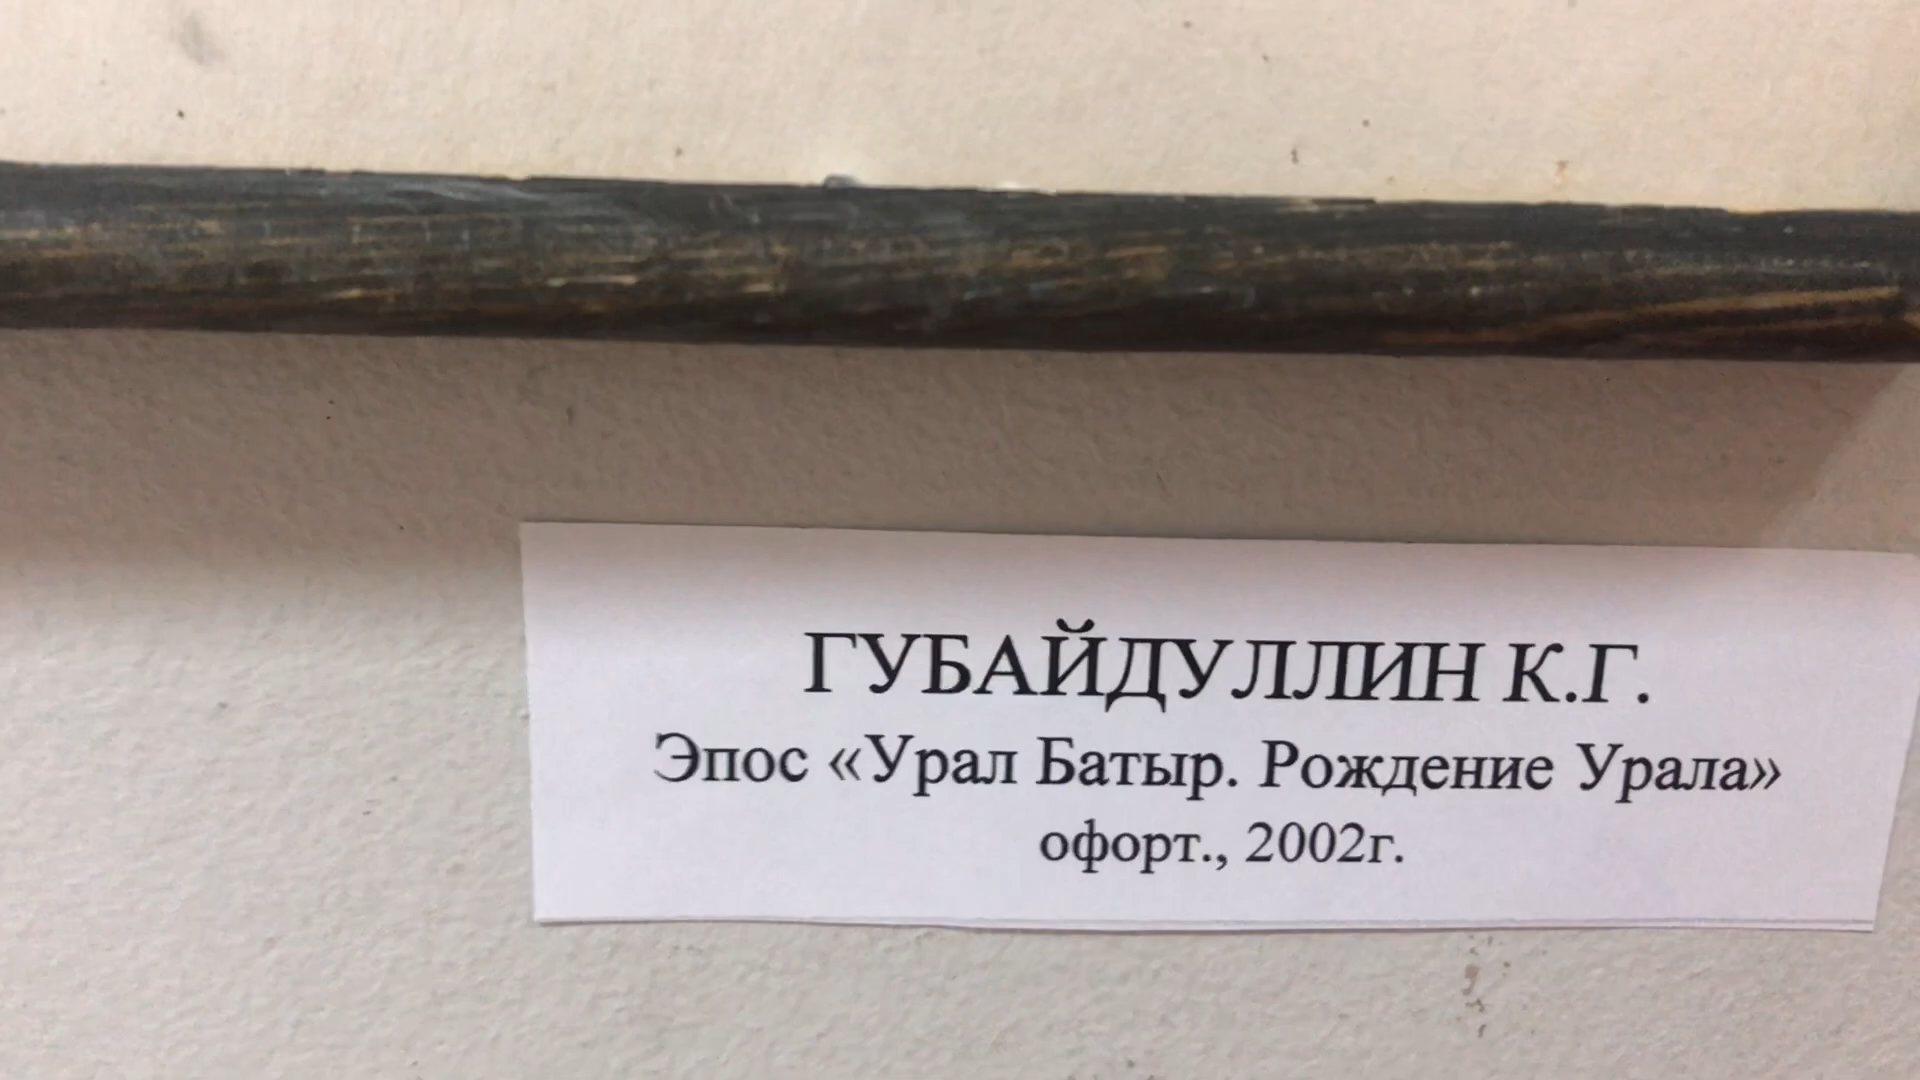 ГУБАЙДУЛЛИН К.Г.
Эпос «Урал Батыр. Рождение Урала»
офорт., 2002г.